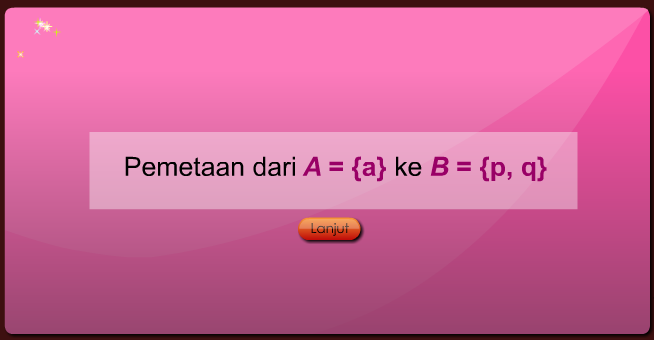 Pemetaan dari A = {a} ke B = {p, q}
Lanjut